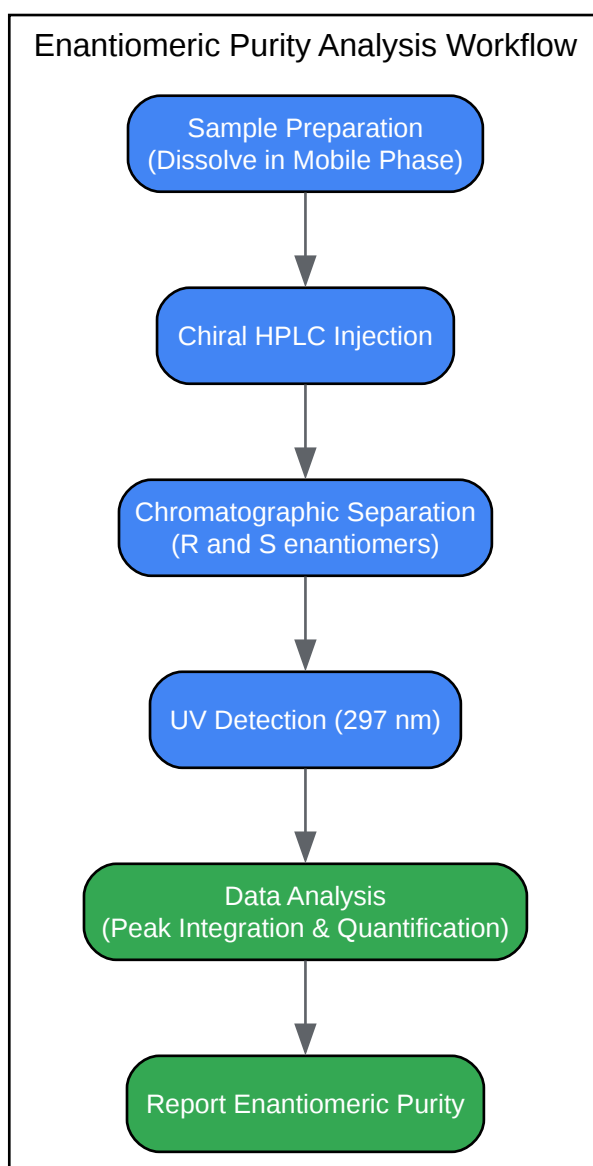 Enantiomeric Purity Analysis Workflow
Sample Preparation
(Dissolve in Mobile Phase)
Chiral HPLC Injection
Chromatographic Separation
(R and S enantiomers)
UV Detection (297 nm)
Data Analysis
(Peak Integration & Quantification)
Report Enantiomeric Purity